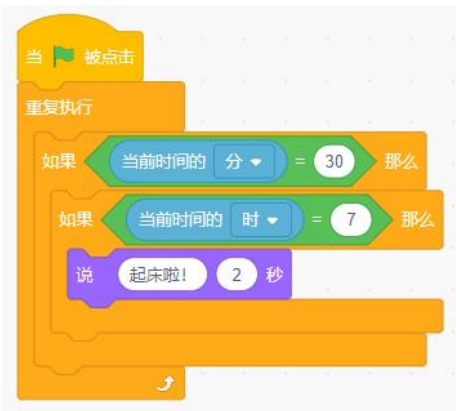 当 被点击
重复执行
如果 当前时间的 分 = 30 那么
如果 当前时间的 时 = 7 那么
说 起床啦! 2 秒